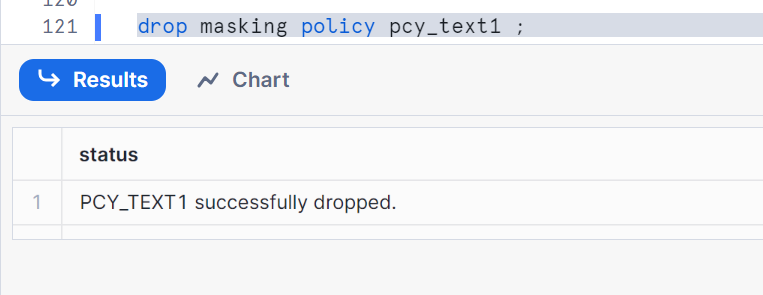 120
121 drop masking policy pcy_text1 ;
Results Chart
status
1 PCY_TEXT1 successfully dropped.